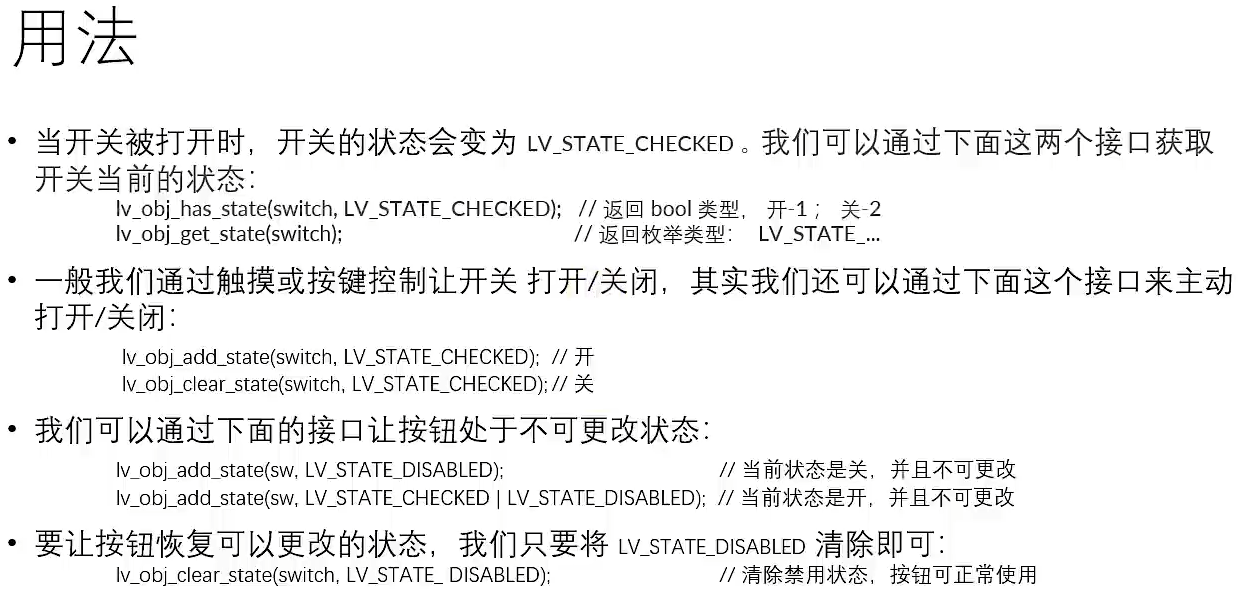 用法
• 当开关被打开时，开关的状态会变为 LV_STATE_CHECKED 。我们可以通过下面这两个接口获取
开关当前的状态：
lv_obj_has_state(switch, LV_STATE_CHECKED); // 返回 bool 类型， 开-1 ； 关-2
lv_obj_get_state(switch); // 返回枚举类型： LV_STATE_...
• 一般我们通过触摸或按键控制让开关 打开/关闭，其实我们还可以通过下面这个接口来主动
打开/关闭：
lv_obj_add_state(switch, LV_STATE_CHECKED); // 开
lv_obj_clear_state(switch, LV_STATE_CHECKED); // 关
• 我们可以通过下面的接口让按钮处于不可更改状态：
lv_obj_add_state(sw, LV_STATE_DISABLED); // 当前状态是关，并且不可更改
lv_obj_add_state(sw, LV_STATE_CHECKED | LV_STATE_DISABLED); // 当前状态是开，并且不可更改
• 要让按钮恢复可以更改的状态，我们只要将 LV_STATE_DISABLED 清除即可：
lv_obj_clear_state(switch, LV_STATE_ DISABLED); // 清除禁用状态，按钮可正常使用